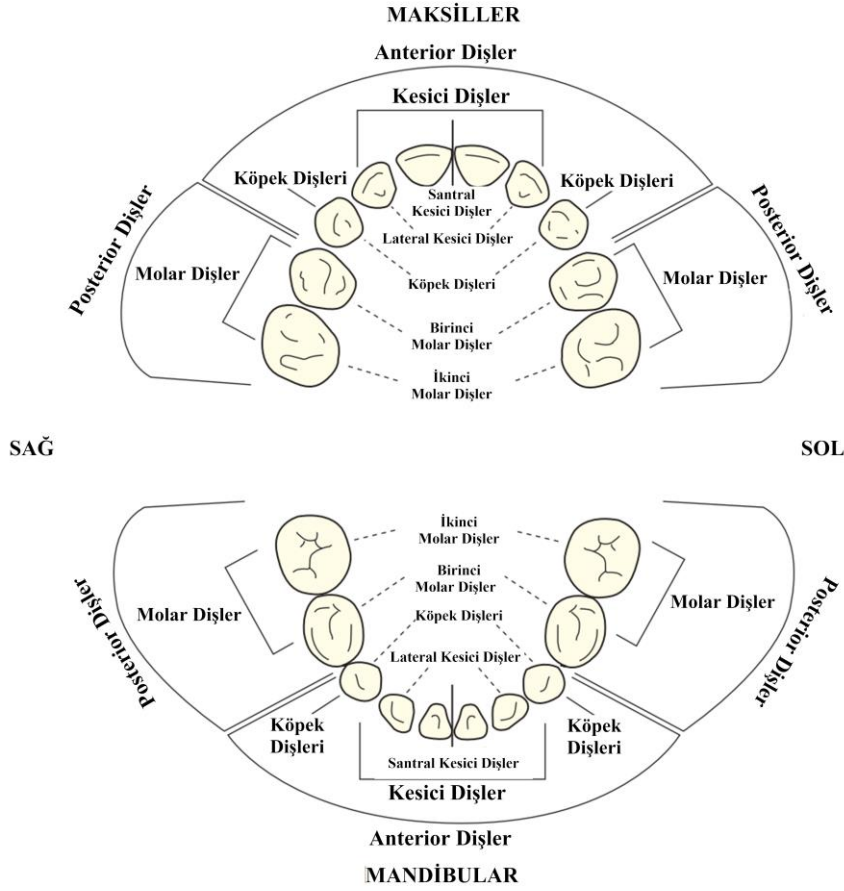 MAKSİLLER
Anterior Dişler
Kesici Dişler
Köpek Dişleri
Santral
Kesici Dişler
Köpek Dişleri
Lateral Kesici Dişler
Posterior Dişler
Posterior Dişler
Molar Dişler
Köpek Dişleri
Molar Dişler
Birinci
Molar Dişler
İkinci
Molar Dişler
SAĞ
SOL
İkinci
Molar Dişler
Birinci
Molar Dişler
Posterior Dişler
Posterior Dişler
Molar Dişler
Köpek Dişleri
Molar Dişler
Lateral Kesici Dişler
Köpek
Dişleri
Köpek
Dişleri
Santral Kesici Dişler
Kesici Dişler
Anterior Dişler
MANDİBULAR